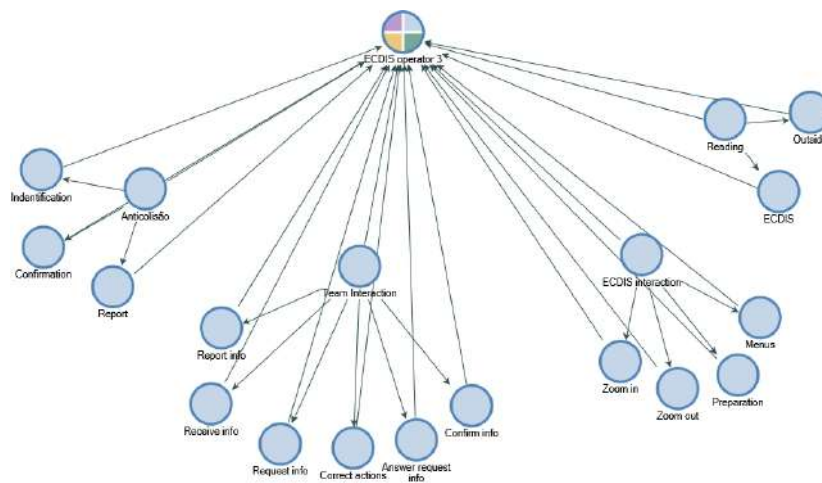 ECDIS operator 3
Reading
Outsid
Indentification
Anticolisão
ECDIS
Confirmation
Report
Team Interaction
ECDIS interaction
Report info
Menus
Zoom in
Zoom out
Preparation
Receive info
Confirm info
Request info
Correct actions
Answer request
info